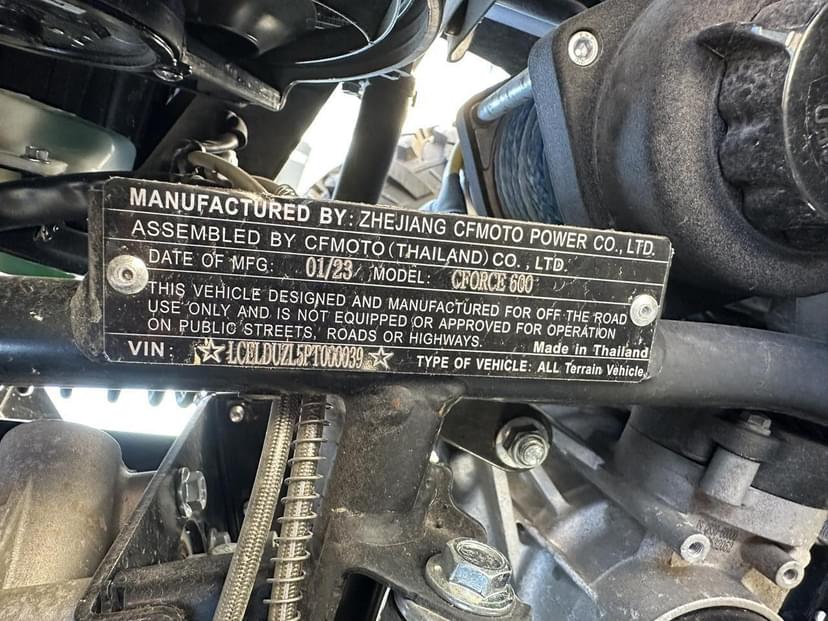 MANUFACTURED BY: ZHEJIANG CFMOTO POWER CO., LTD.
ASSEMBLED BY CFMOTO(THAILAND)CO., LTD.
DATE OF MFG: 01/23 MODEL: CFORCE 600
THIS VEHICLE DESIGNED AND MANUFACTURED FOR OFF THE ROAD
USE ONLY AND IS NOT EQUIPPED OR APPROVED FOR OPERATION
ON PUBLIC STREETS, ROADS OR HIGHWAYS.
Made in Thailand
VIN: ☆LCELDUZL5PT000039☆ TYPE OF VEHICLE: ALL Terrain Vehicle